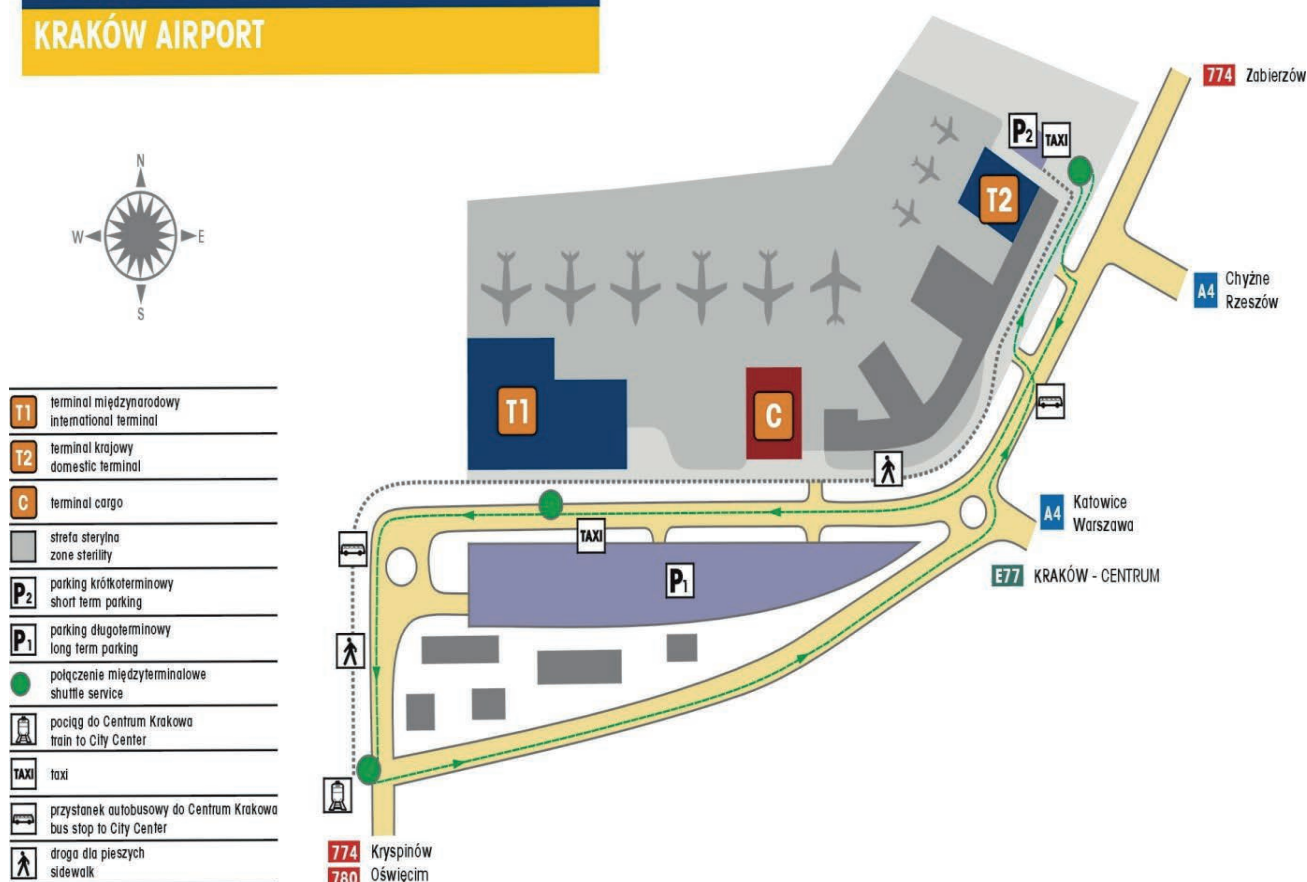 KRAKÓW AIRPORT
N
W
E
S
T1
terminal międzynarodowy
international terminal
T2
terminal krajowy
domestic terminal
C
terminal cargo
strefa sterylna
zone sterility
P2
parking krótkoterminowy
short term parking
P1
parking długoterminowy
long term parking
połączenie międzyterminalowe
shuttle service
pociąg do Centrum Krakowa
train to City Center
TAXI
taxi
przystanek autobusowy do Centrum Krakowa
bus stop to City Center
droga dla pieszych
sidewalk
774 Zabierzów
P2
TAXI
T2
A4
Chyżne
Rzeszów
T1
C
A4
Katowice
Warszawa
TAXI
P1
E77 KRAKÓW - CENTRUM
774 Kryspinów
780 Oświęcim